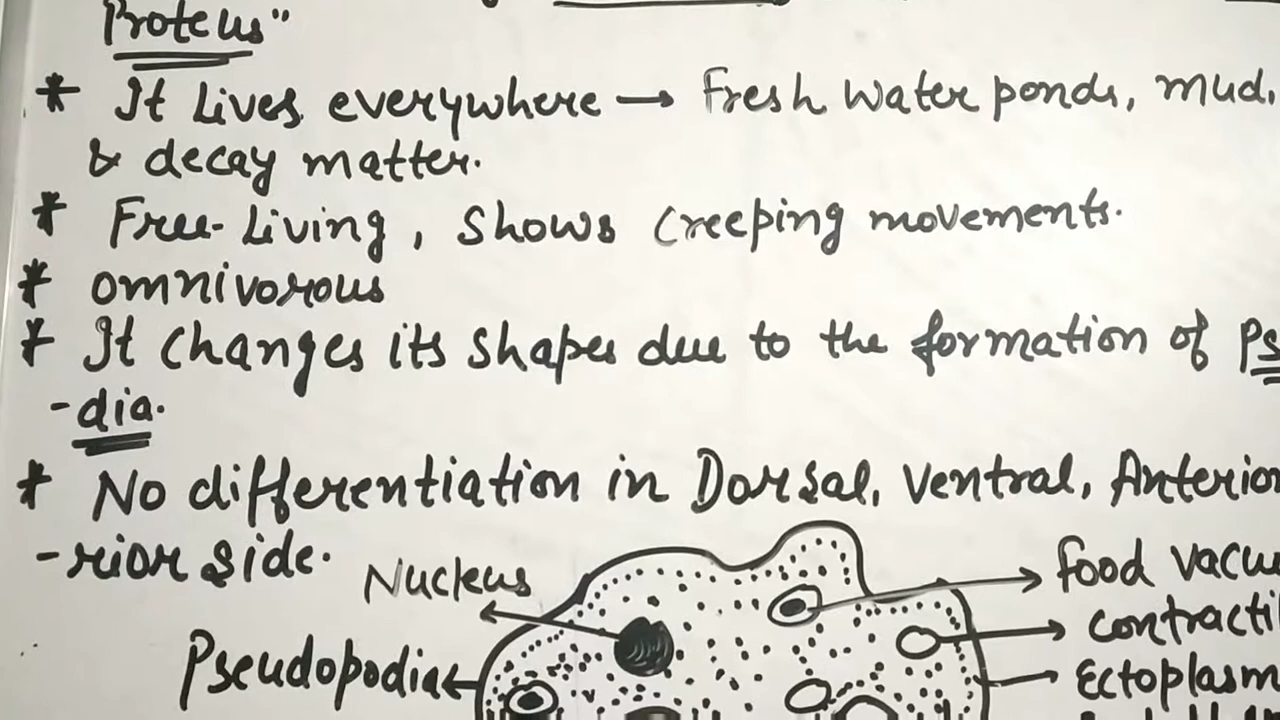 Proteus"
* It Lives everywhere → Fresh Water ponds, mud,
& decay matter.
* Free-Living, Shows Creeping movements.
* omnivorous
* It Changes its Shapes due to the formation of Ps
-dia.
* No differentiation in Dorsal, Ventral, Anterior
-rior side.
Nucleus
food vacu
contractil
Pseudopodia
Ectoplasm